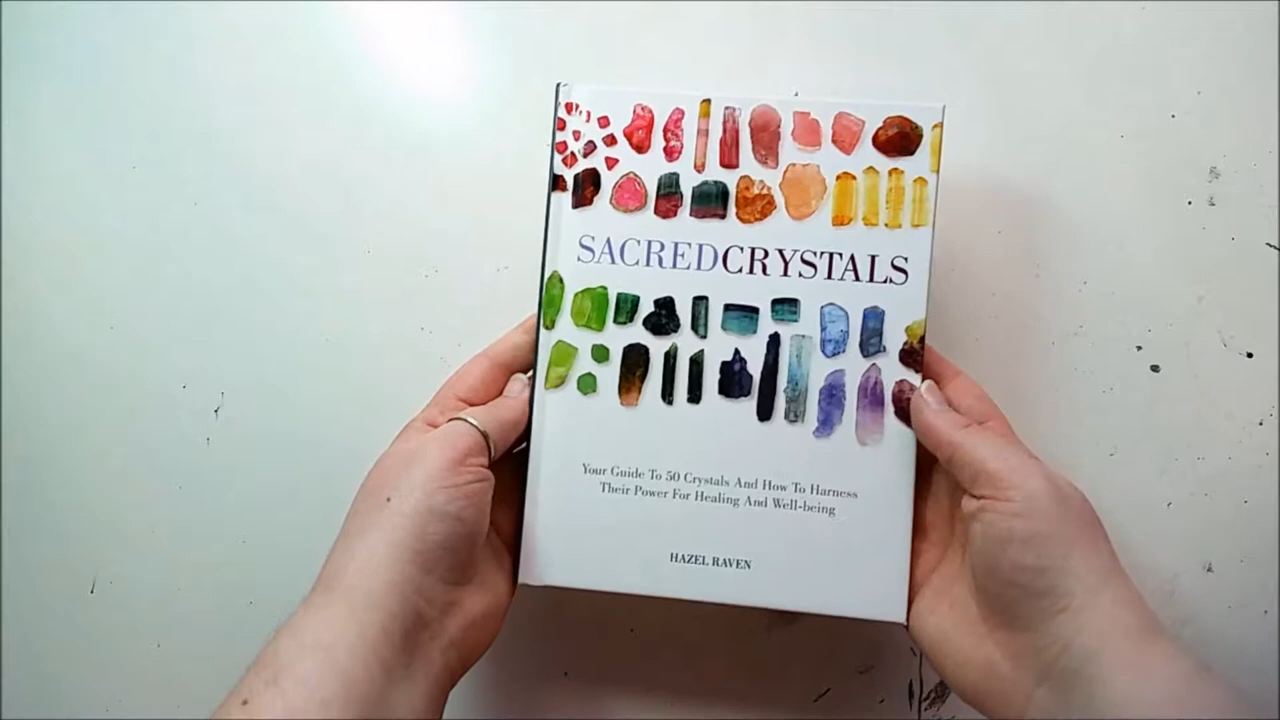 SACREDCRYSTALS
Your Guide To 50 Crystals And How To Harness
Their Power For Healing And Well-being
HAZEL RAVEN